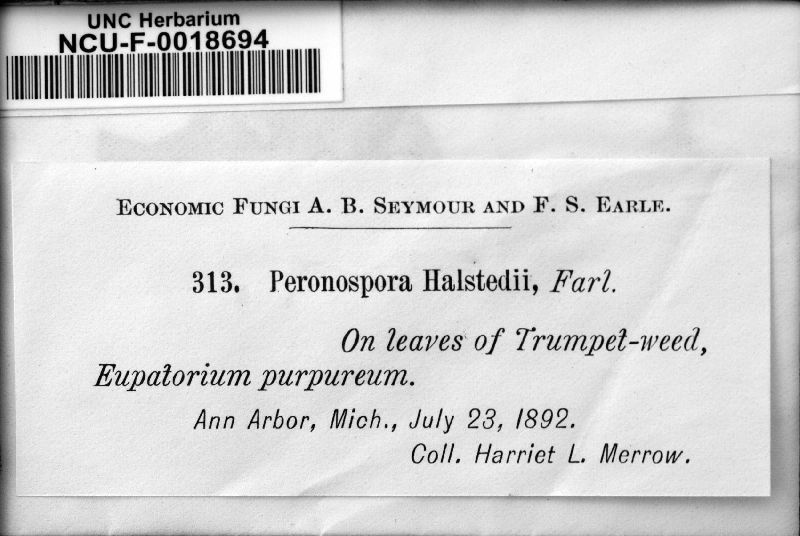 UNC Herbarium
NCU-F-0018694
Economic Fungi A. B. Seymour and F. S. Earle.
313. Peronospora Halstedii, Farl.
On leaves of Trumpet-weed,
Eupatorium purpureum.
Ann Arbor, Mich., July 23, 1892.
Coll. Harriet L. Merrow.